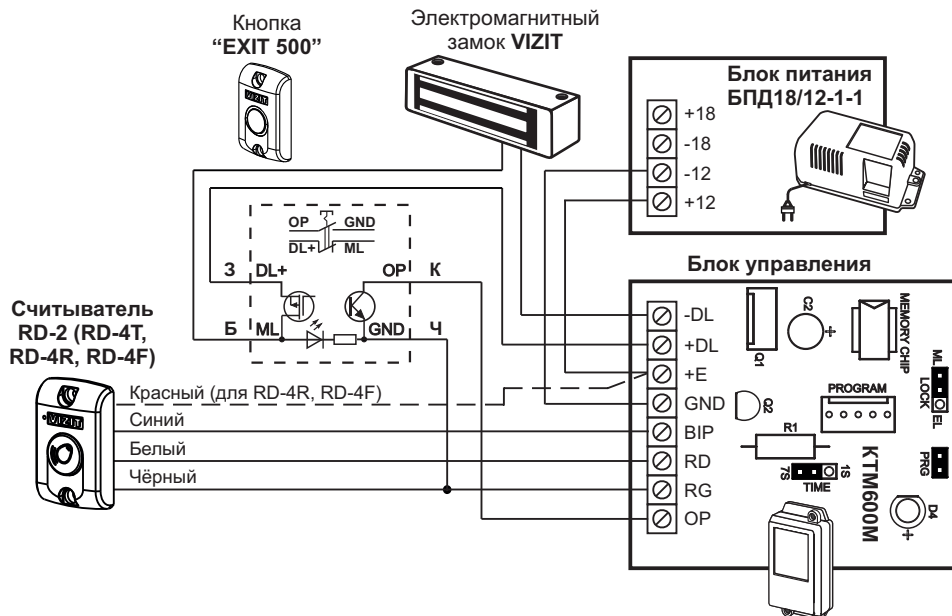 Кнопка
“EXIT 500”
VIZIT
Электромагнитный
замок VIZIT
Блок питания
БПД18/12-1-1
+18
-18
-12
+12
OP GND
DL+ ML
З DL+ OP К
Б ML GND Ч
Считыватель
RD-2 (RD-4T,
RD-4R, RD-4F)
VIZIT
Красный (для RD-4R, RD-4F)
Синий
Белый
Чёрный
Блок управления
-DL
+DL
+E
GND
BIP
RD
RG
OP
Q1
C2
+
MEMORY CHIP
ML
LOCK
EL
Q2
PROGRAM
R1
7S
TIME
1S
KTM600M
PRG
D4
+